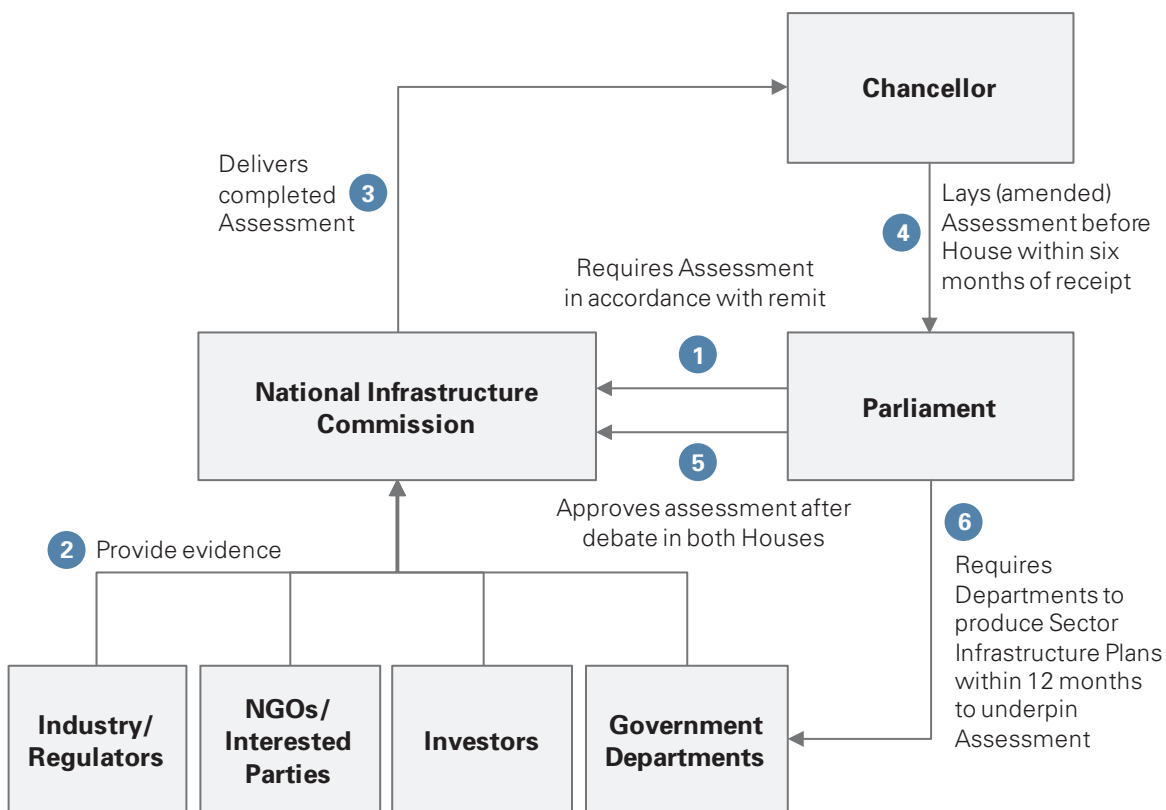 Chancellor
Delivers
completed
Assessment
3
4
Lays (amended)
Assessment before
House within six
months of receipt
Requires Assessment
in accordance with remit
1
National Infrastructure
Commission
Parliament
5
Approves assessment after
debate in both Houses
2 Provide evidence
6
Requires
Departments to
produce Sector
Infrastructure Plans
within 12 months
to underpin
Assessment
Industry/
Regulators
NGOs/
Interested
Parties
Investors
Government
Departments